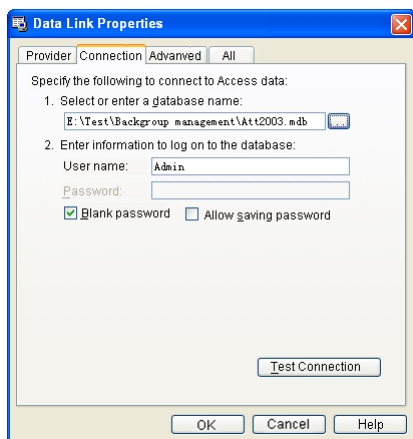 Data Link Properties
Provider Connection Advanved All
Specify the following to connect to Access data:
1. Select or enter a database name:
E:\Test\Backgroup management\Att2003.mdb ...
2. Enter information to log on to the database:
User name: Admin
Password:
Blank password Allow saving password
Test Connection
OK Cancel Help